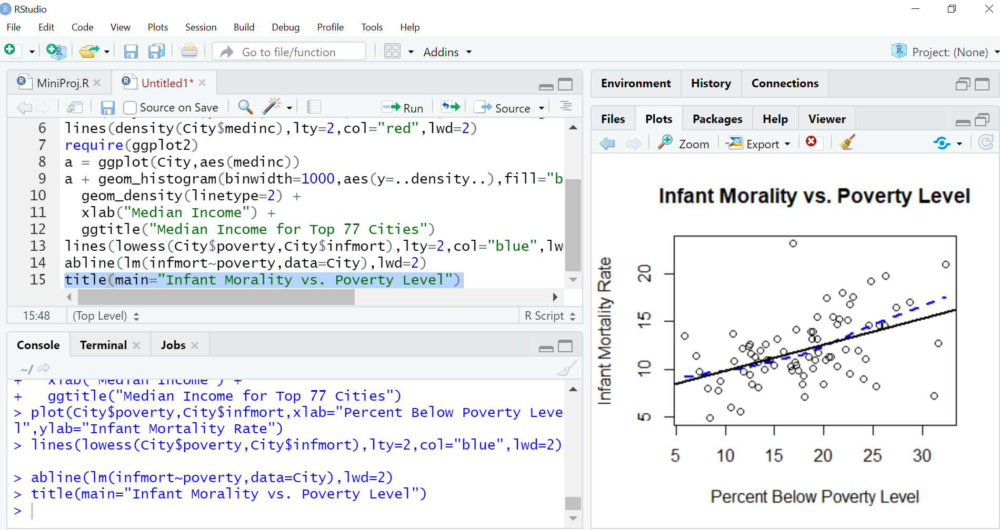 RStudio
File Edit Code View Plots Session Build Debug Profile Tools Help
Go to file/function Addins Project: (None)
MiniProj.R Untitled1*
Source on Save Run Source
6 lines(density(City$medinc),lty=2,col="red",lwd=2)
7 require(ggplot2)
8 a = ggplot(City,aes(medinc))
9 a + geom_histogram(binwidth=1000,aes(y=..density..),fill="b
10 geom_density(linetype=2) +
11 xlab("Median Income") +
12 ggtitle("Median Income for Top 77 Cities")
13 lines(lowess(City$poverty,City$infmort),lty=2,col="blue",lw
14 abline(lm(infmort~poverty,data=City),lwd=2)
15 title(main="Infant Morality vs. Poverty Level")
15:48 (Top Level) R Script
Console Terminal Jobs
~/
+ xlab("Median Income") +
+ ggtitle("Median Income for Top 77 Cities")
> plot(City$poverty,City$infmort,xlab="Percent Below Poverty Leve
l",ylab="Infant Mortality Rate")
> lines(lowess(City$poverty,City$infmort),lty=2,col="blue",lwd=2)
> abline(lm(infmort~poverty,data=City),lwd=2)
> title(main="Infant Morality vs. Poverty Level")
>
Environment History Connections
Files Plots Packages Help Viewer
Zoom Export
Infant Morality vs. Poverty Level
Infant Mortality Rate
20
15
10
5
5 10 15 20 25 30
Percent Below Poverty Level